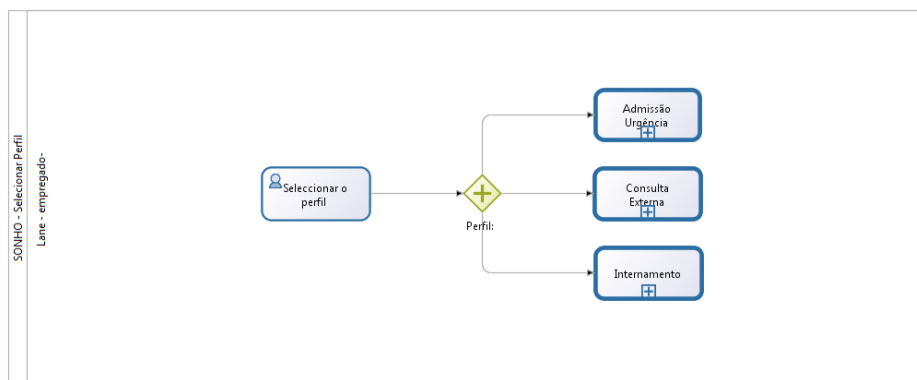 SONHO - Selecionar Perfil
Lane - empregado-
Seleccionar o
perfil
Perfil:
Admissão
Urgência
Consulta
Externa
Internamento